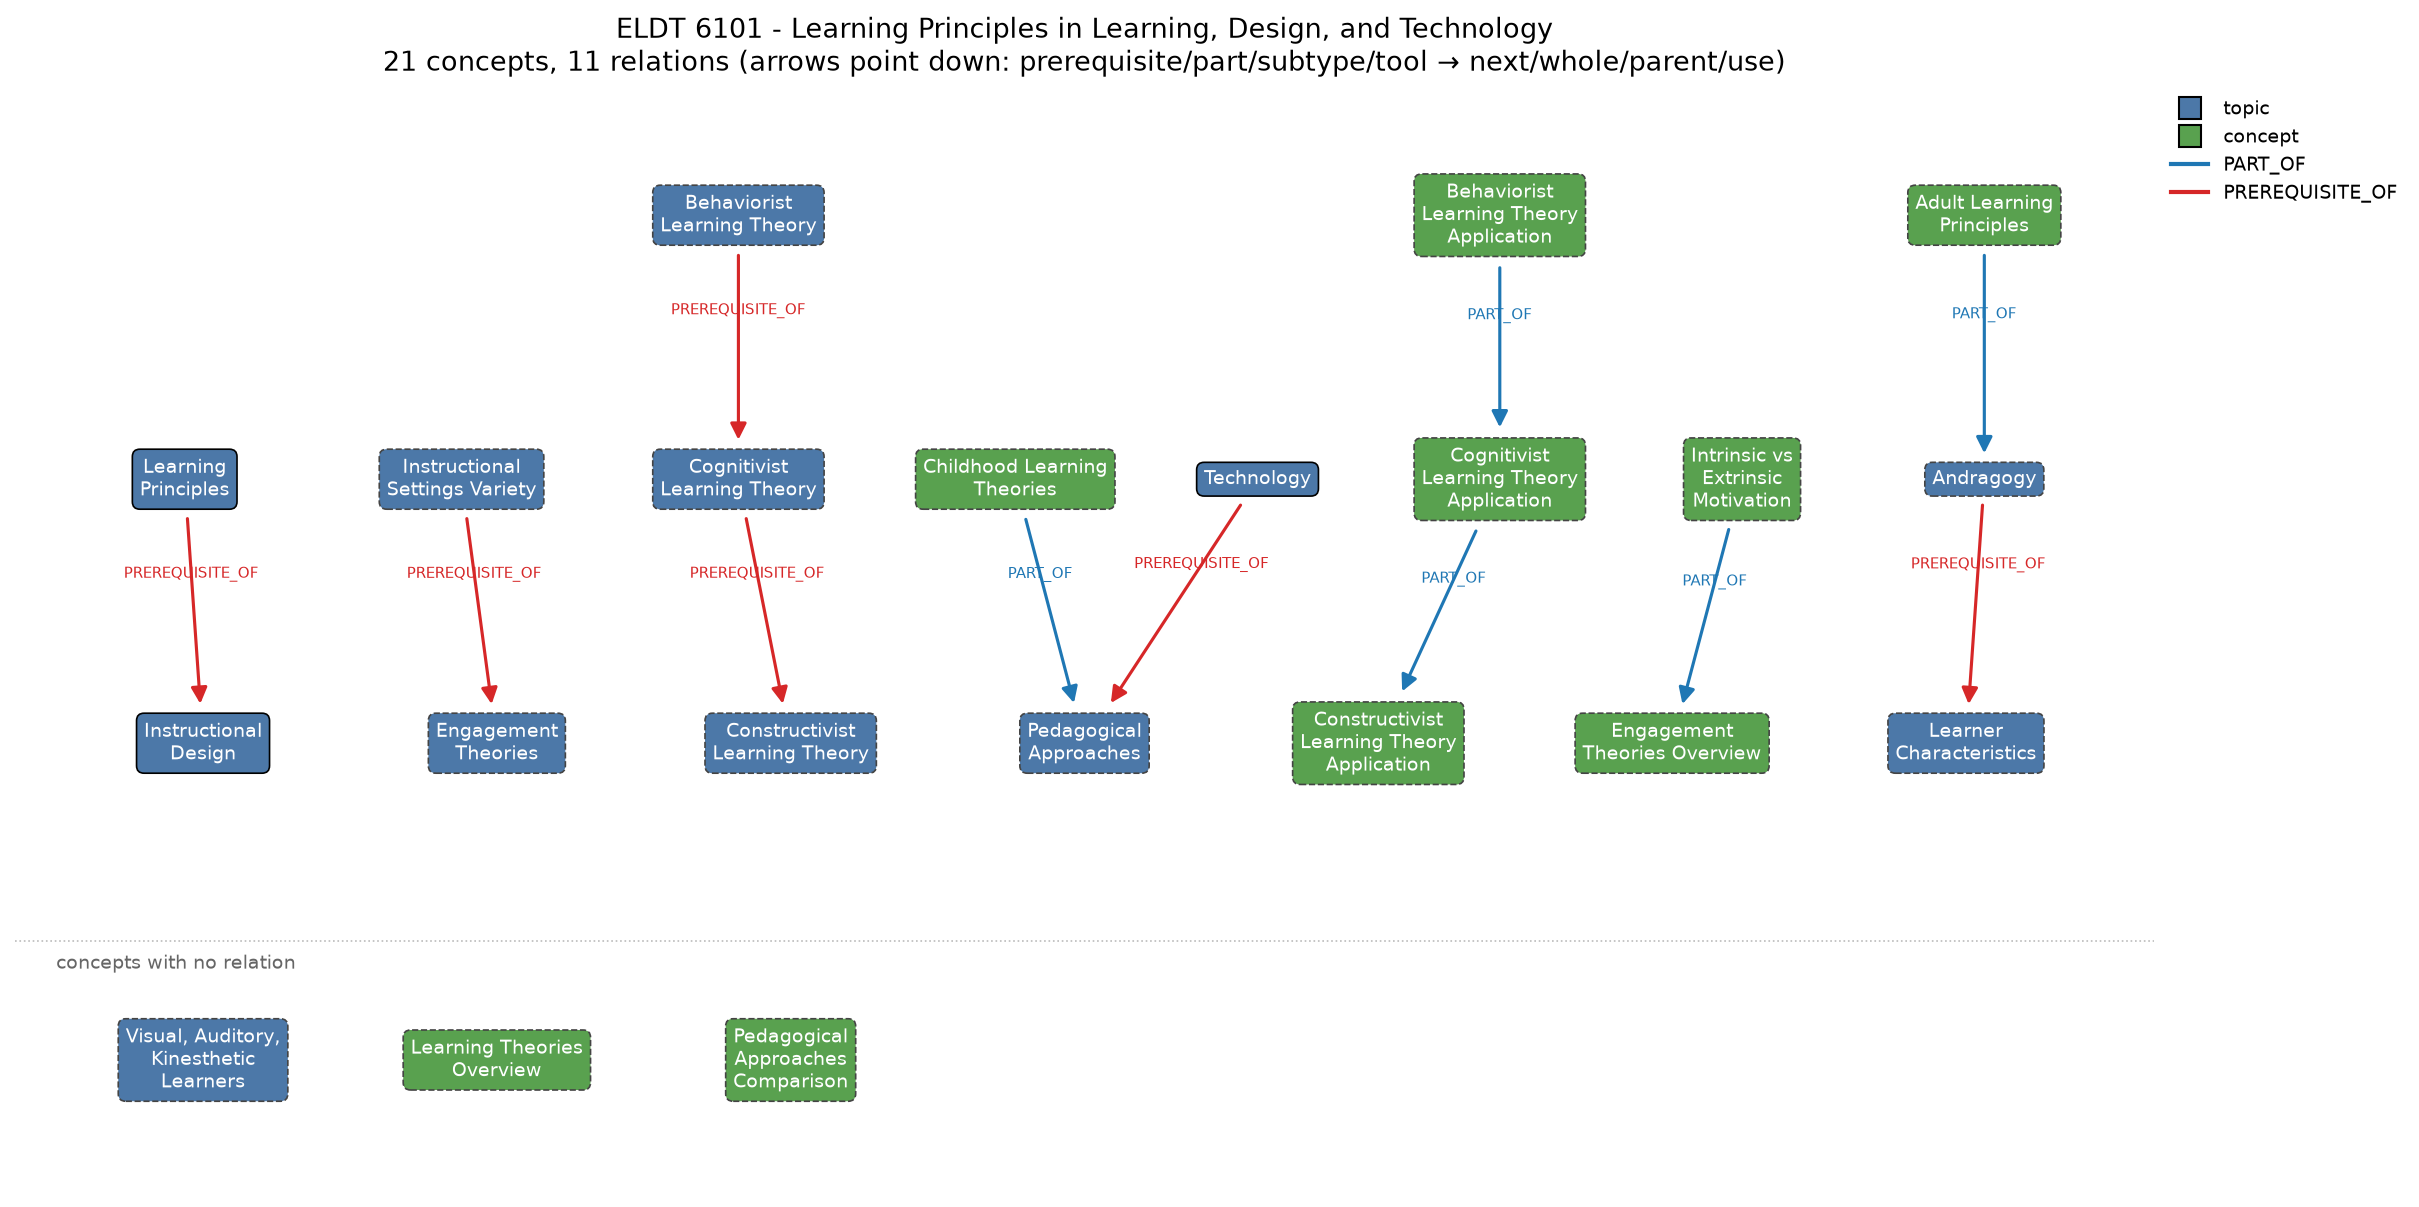 ELDT 6101 - Learning Principles in Learning, Design, and Technology
21 concepts, 11 relations (arrows point down: prerequisite/part/subtype/tool → next/whole/parent/use)
topic
concept
PART_OF
PREREQUISITE_OF
Behaviorist
Learning Theory
Behaviorist
Learning Theory
Application
Adult Learning
Principles
PREREQUISITE_OF
PART_OF
PART_OF
Learning
Principles
Instructional
Settings Variety
Cognitivist
Learning Theory
Childhood Learning
Theories
Technology
Cognitivist
Learning Theory
Application
Intrinsic vs
Extrinsic
Motivation
Andragogy
PREREQUISITE_OF
PREREQUISITE_OF
PREREQUISITE_OF
PART_OF
PREREQUISITE_OF
PART_OF
PART_OF
PREREQUISITE_OF
Instructional
Design
Engagement
Theories
Constructivist
Learning Theory
Pedagogical
Approaches
Constructivist
Learning Theory
Application
Engagement
Theories Overview
Learner
Characteristics
concepts with no relation
Visual, Auditory,
Kinesthetic
Learners
Learning Theories
Overview
Pedagogical
Approaches
Comparison